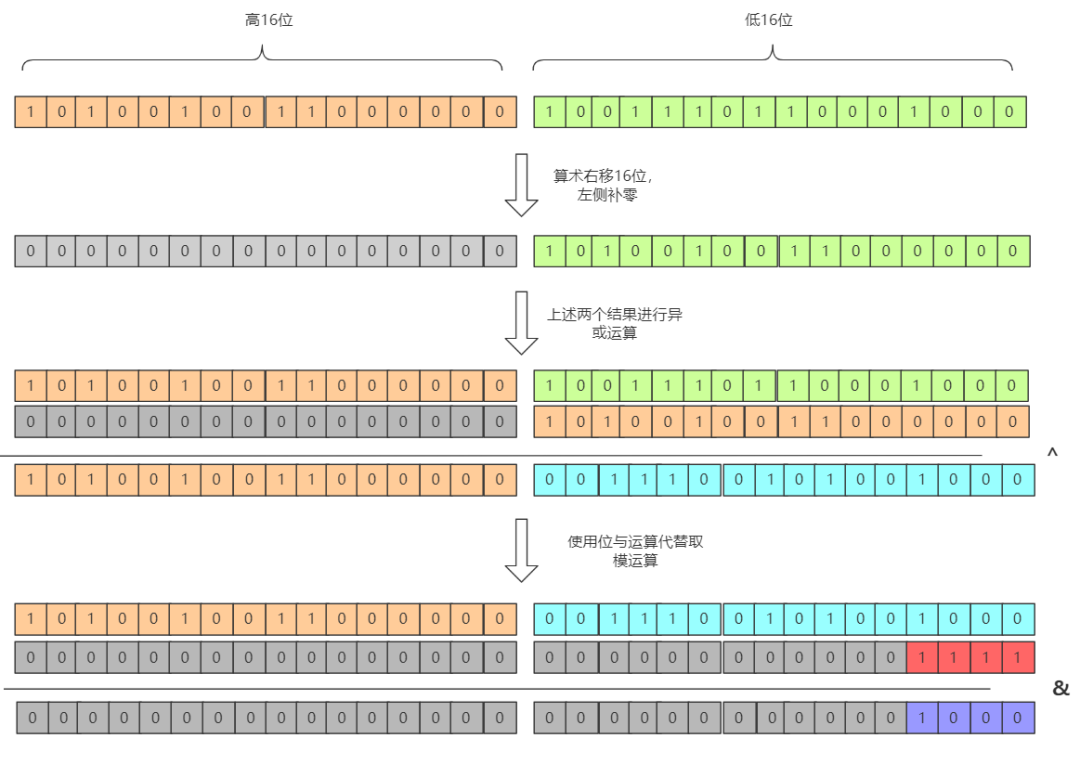 高16位 低16位
1 0 1 0 0 1 0 0 1 1 0 0 0 0 0 0 1 0 0 1 1 1 0 1 1 0 0 0 1 0 0 0
算术右移16位，
左侧补零
0 0 0 0 0 0 0 0 0 0 0 0 0 0 0 0 1 0 1 0 0 1 0 0 1 1 0 0 0 0 0 0
上述两个结果进行异
或运算
1 0 1 0 0 1 0 0 1 1 0 0 0 0 0 0 1 0 0 1 1 1 0 1 1 0 0 0 1 0 0 0
0 0 0 0 0 0 0 0 0 0 0 0 0 0 0 0 1 0 1 0 0 1 0 0 1 1 0 0 0 0 0 0
^
1 0 1 0 0 1 0 0 1 1 0 0 0 0 0 0 0 0 1 1 1 0 0 1 0 1 0 0 1 0 0 0
使用位与运算代替取
模运算
1 0 1 0 0 1 0 0 1 1 0 0 0 0 0 0 0 0 1 1 1 0 0 1 0 1 0 0 1 0 0 0
0 0 0 0 0 0 0 0 0 0 0 0 0 0 0 0 0 0 0 0 0 0 0 0 0 0 0 0 1 1 1 1
&
0 0 0 0 0 0 0 0 0 0 0 0 0 0 0 0 0 0 0 0 0 0 0 0 0 0 0 0 1 0 0 0